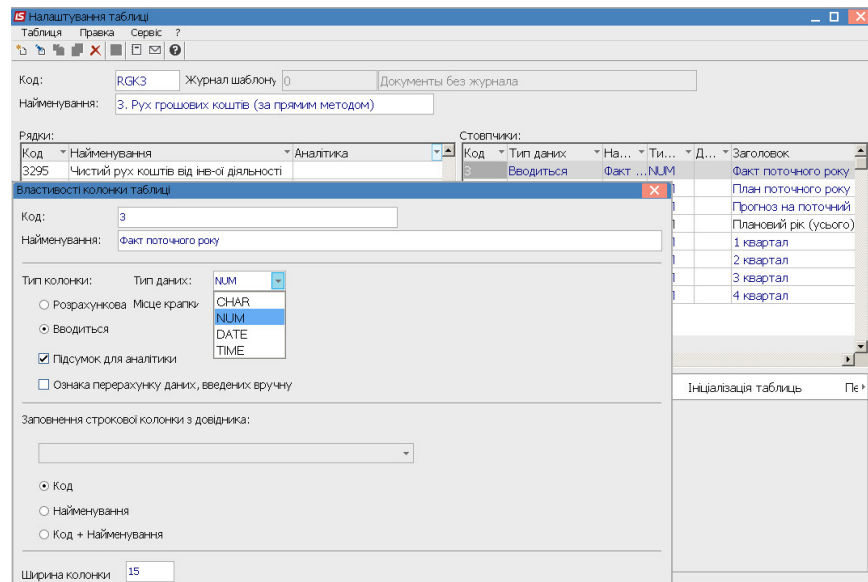 IS Налаштування таблиці
Таблиця Правка Сервіс ?
Код: RGK3 Журнал шаблону 0 Документы без журнала
Найменування: 3. Рух грошових коштів (за прямим методом)
Рядки: Стовпчики:
Код Найменування Аналітика Код Тип даних На... Ти... Д... Заголовок
3295 Чистий рух коштів від інв-ої діяльності 3 Вводиться Факт ... NUM Факт поточного року
План поточного року
Прогноз на поточний
Плановий рік (усього)
1 квартал
2 квартал
3 квартал
4 квартал
Ініціалізація таблиць Пе
Властивості колонки таблиці
Код: 3
Найменування: Факт поточного року
Тип колонки: Тип даних: NUM
Розрахункова Місце крапки CHAR
NUM
Вводиться DATE
TIME
Підсумок для аналітики
Ознака перерахунку даних, введених вручну
Заповнення строкової колонки з довідника:
Код
Найменування
Код + Найменування
Ширина колонки 15